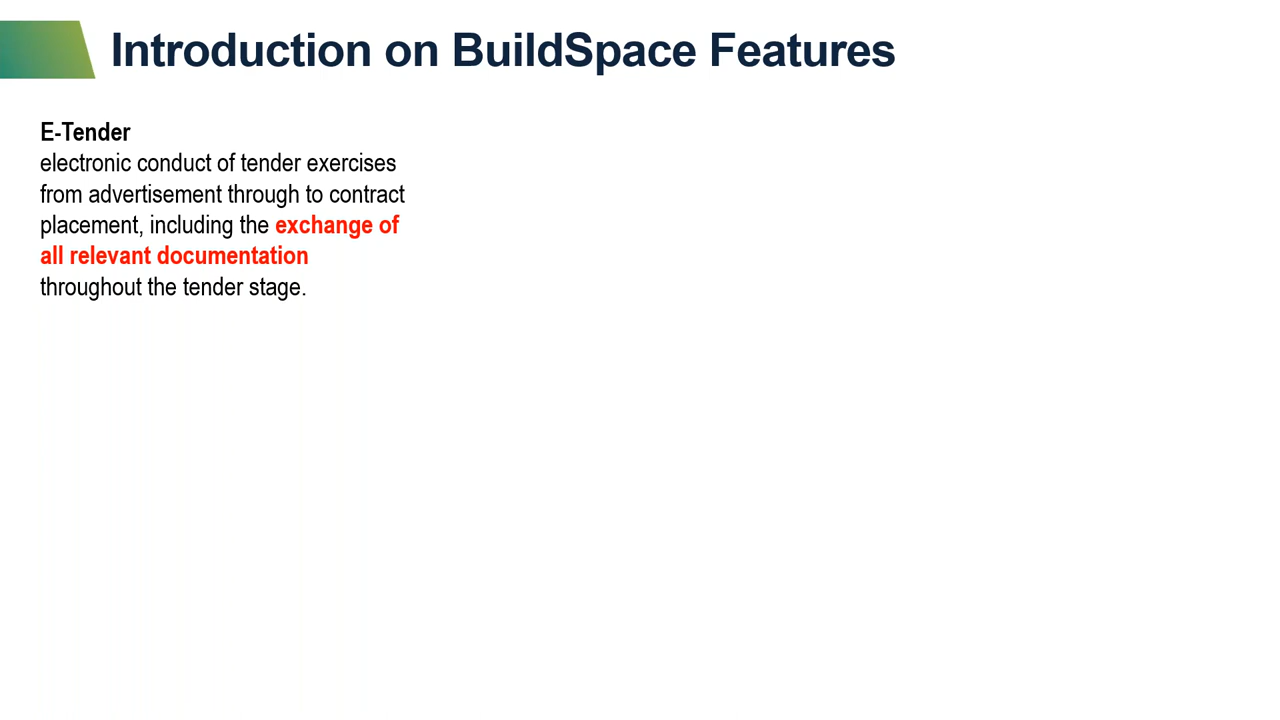 Introduction on BuildSpace Features
E-Tender
electronic conduct of tender exercises
from advertisement through to contract
placement, including the exchange of
all relevant documentation
throughout the tender stage.